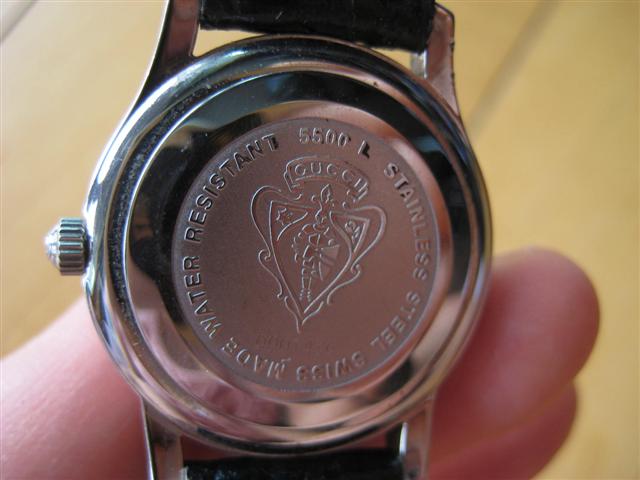 GUCCI
5500 L STAINLESS STEEL SWISS MADE WATER RESISTANT